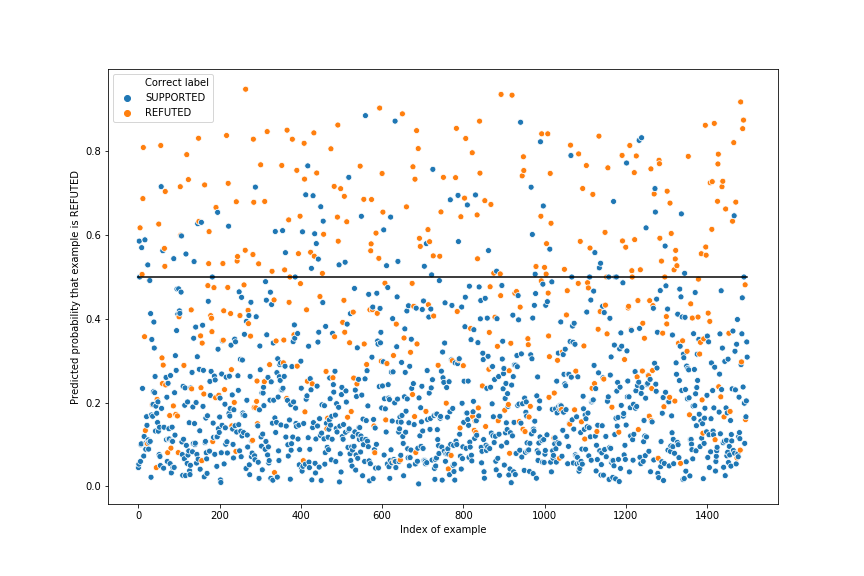 Correct label
SUPPORTED
REFUTED
Predicted probability that example is REFUTED
0.8
0.6
0.4
0.2
0.0
0
200
400
600
800
1000
1200
1400
Index of example